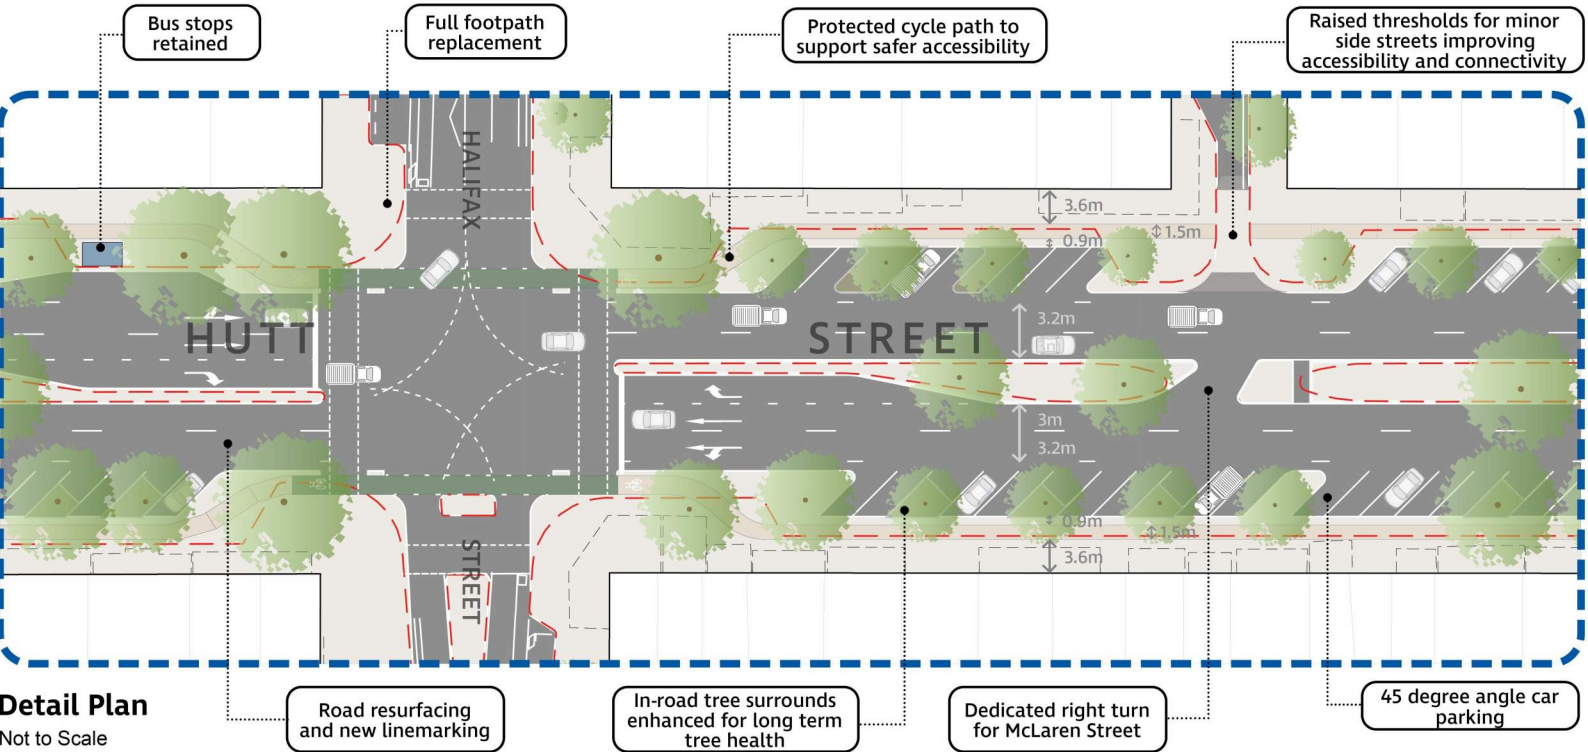 Bus stops
retained
Full footpath
replacement
Protected cycle path to
support safer accessibility
Raised thresholds for minor
side streets improving
accessibility and connectivity
HALIFAX
3.6m
1.5m
0.9m
HUTT
STREET
3.2m
3m
3.2m
0.9m
1.5m
3.6m
STREET
Detail Plan
Not to Scale
Road resurfacing
and new linemarking
In-road tree surrounds
enhanced for long term
tree health
Dedicated right turn
for McLaren Street
45 degree angle car
parking